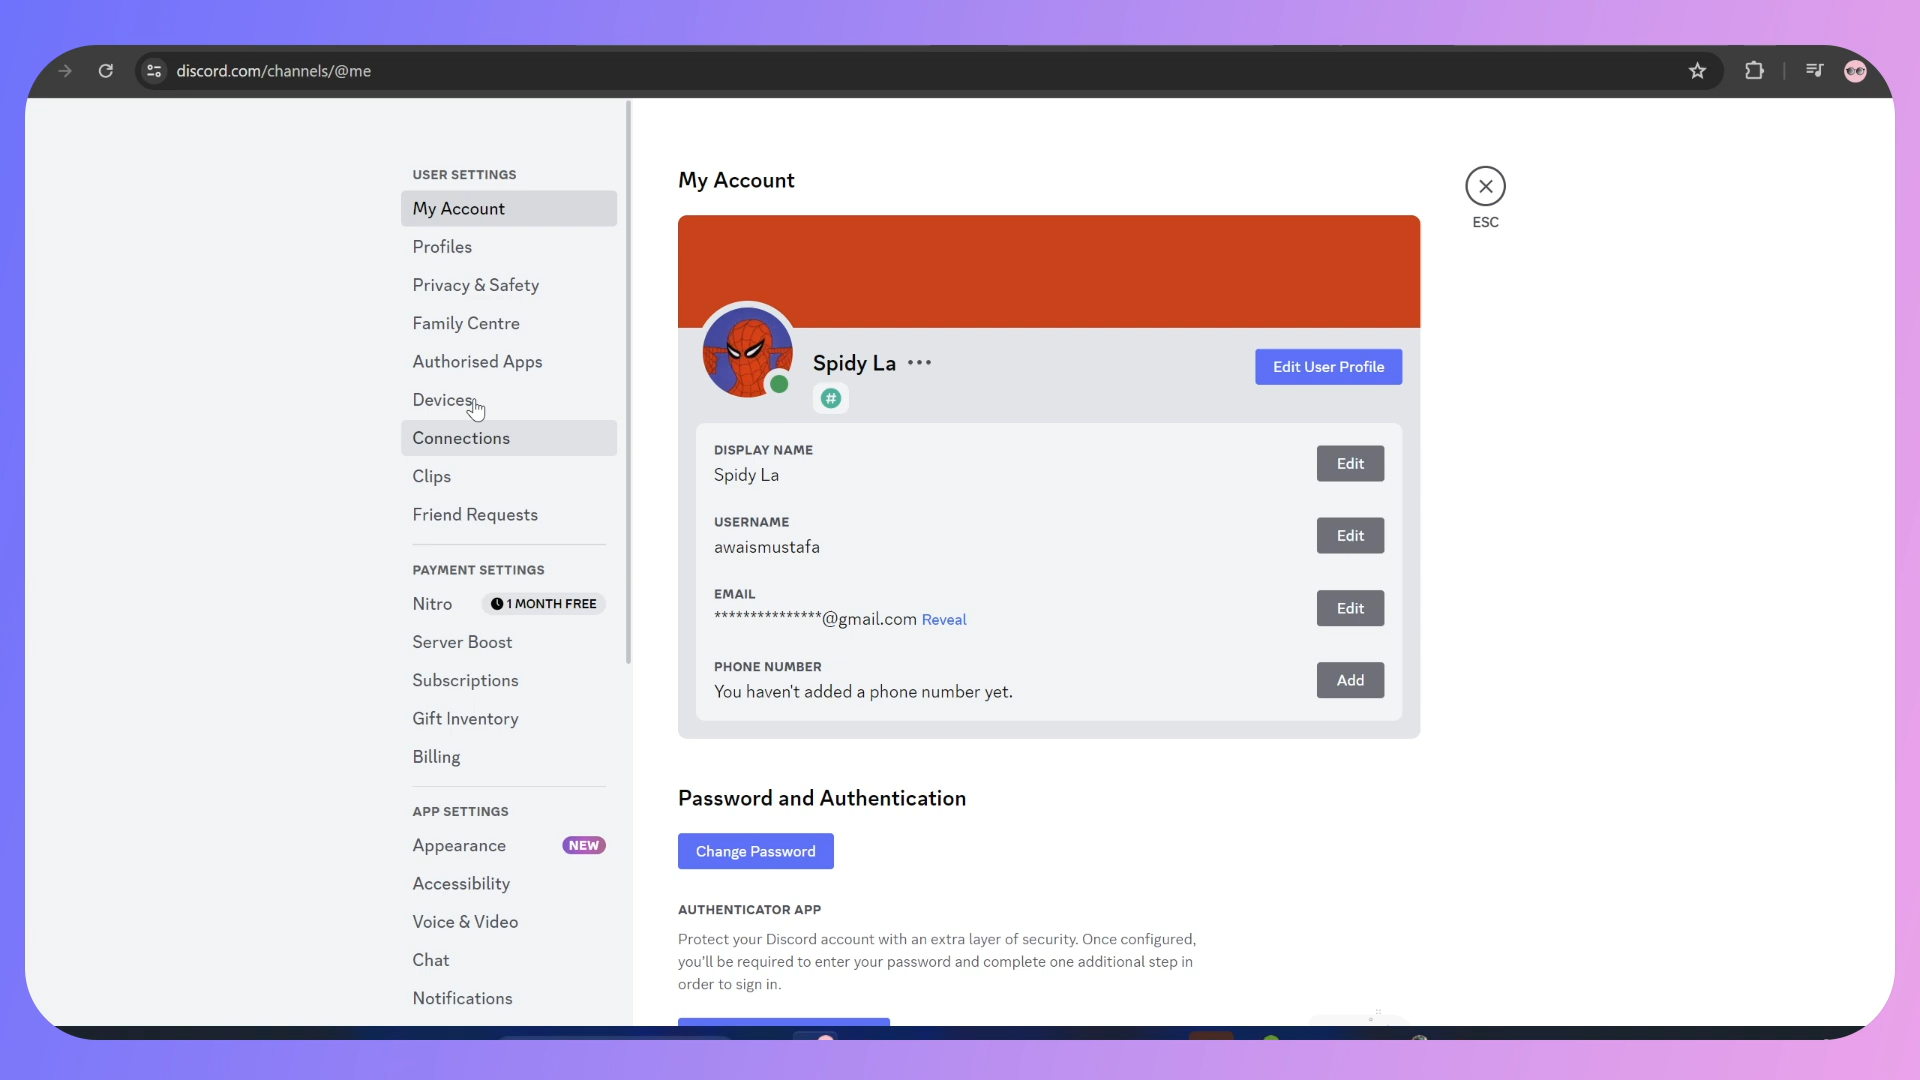 discord.com/channels/@me
USER SETTINGS
My Account
Profiles
Privacy & Safety
Family Centre
Authorised Apps
Devices
Connections
Clips
Friend Requests
PAYMENT SETTINGS
Nitro 1 MONTH FREE
Server Boost
Subscriptions
Gift Inventory
Billing
APP SETTINGS
Appearance NEW
Accessibility
Voice & Video
Chat
Notifications
My Account
ESC
Spidy La
Edit User Profile
#
DISPLAY NAME
Spidy La
Edit
USERNAME
awaismustafa
Edit
EMAIL
***************@gmail.com Reveal
Edit
PHONE NUMBER
You haven't added a phone number yet.
Add
Password and Authentication
Change Password
AUTHENTICATOR APP
Protect your Discord account with an extra layer of security. Once configured,
you'll be required to enter your password and complete one additional step in
order to sign in.